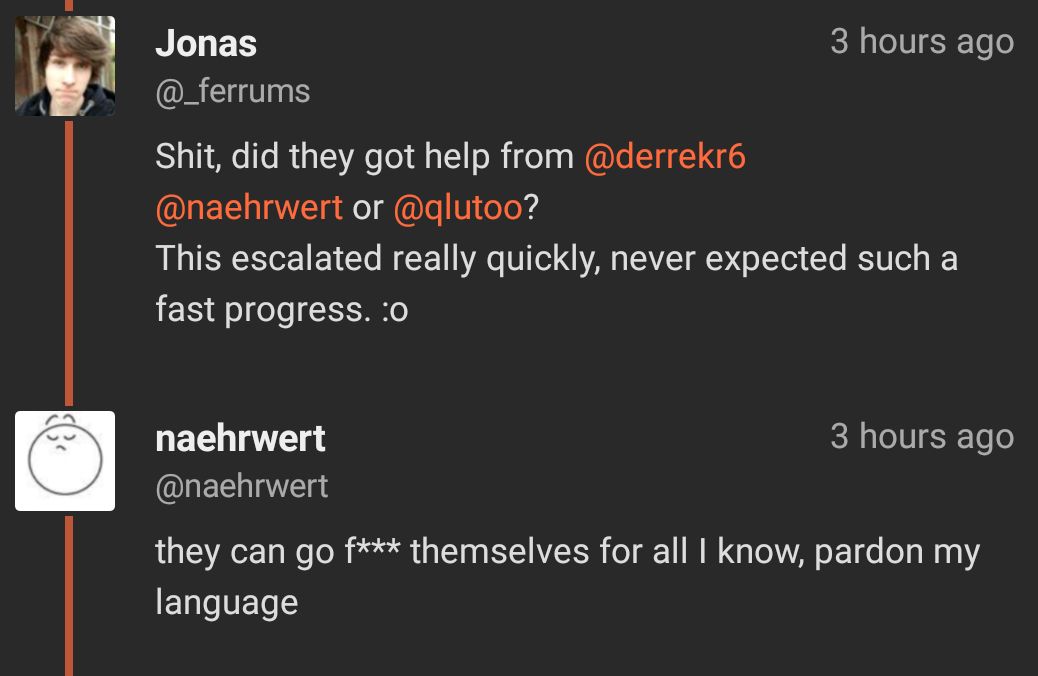 Jonas
3 hours ago
@_ferrums
Shit, did they got help from @derrekr6
@naehrwert or @qlutoo?
This escalated really quickly, never expected such a
fast progress. :o
naehrwert
3 hours ago
@naehrwert
they can go f*** themselves for all I know, pardon my
language